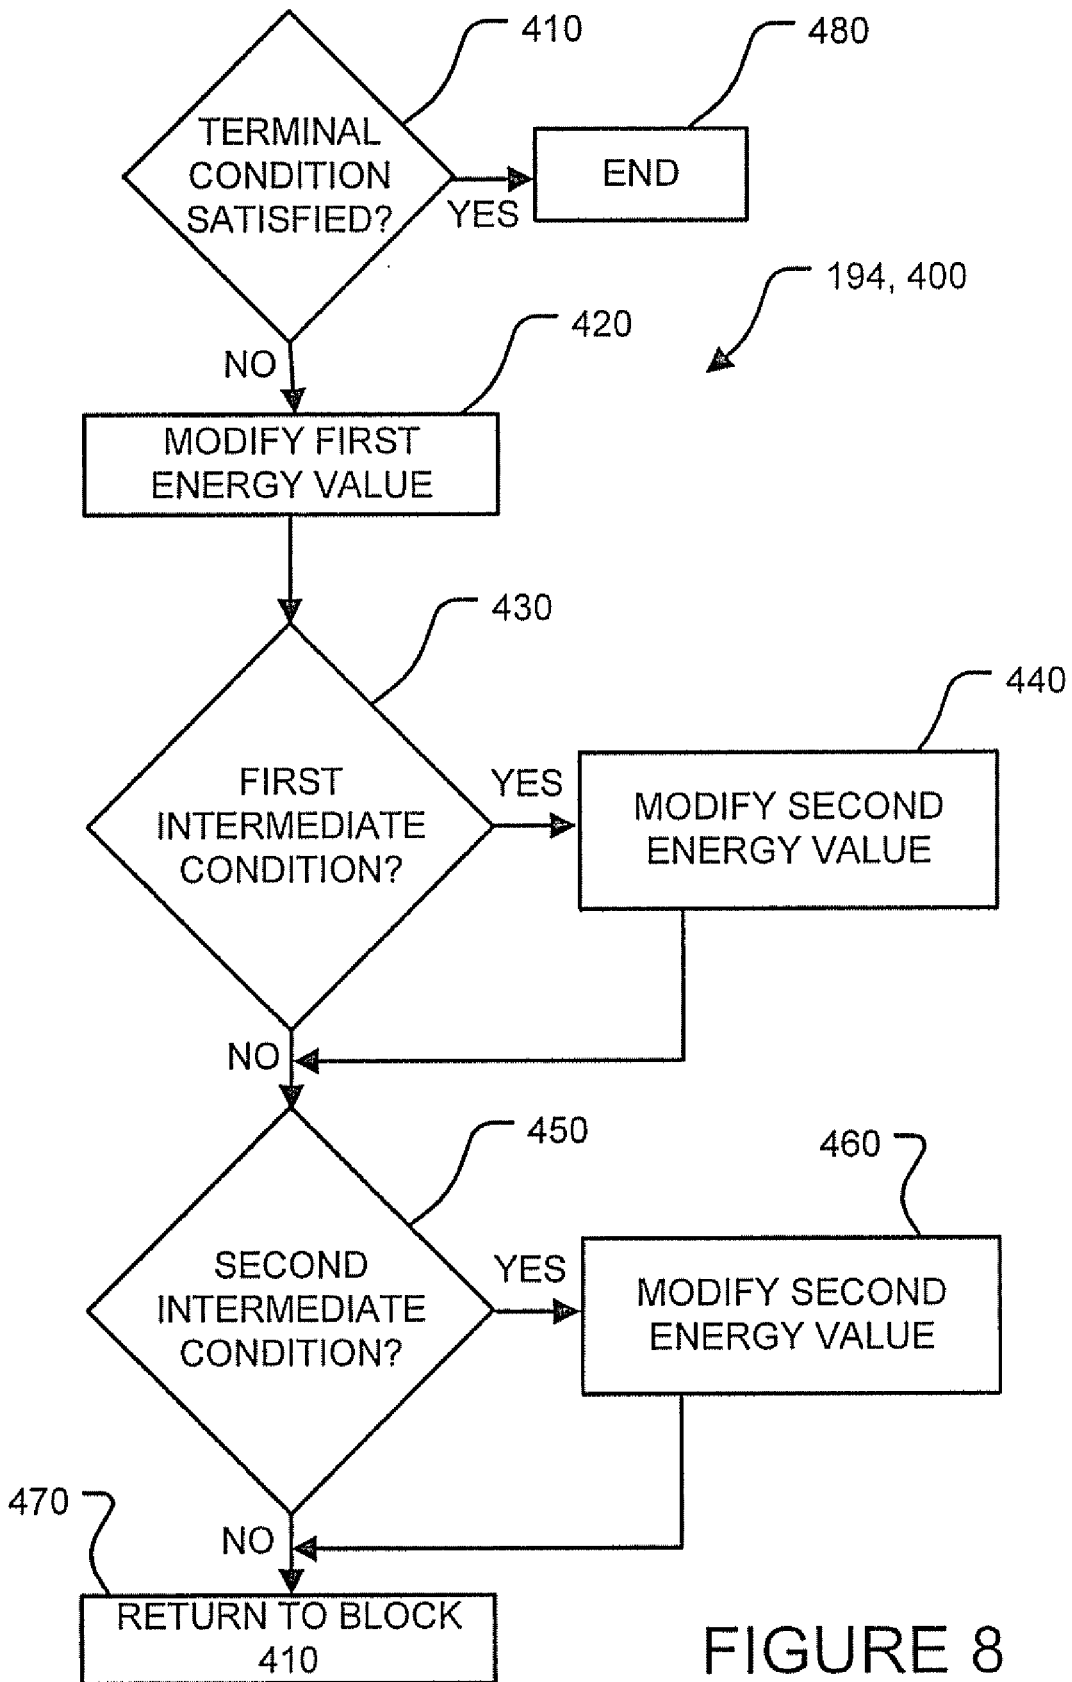 410
480
TERMINAL
CONDITION
SATISFIED?
END
YES
194, 400
420
NO
MODIFY FIRST
ENERGY VALUE
430
440
FIRST
INTERMEDIATE
CONDITION?
YES
MODIFY SECOND
ENERGY VALUE
NO
450
460
SECOND
INTERMEDIATE
CONDITION?
YES
MODIFY SECOND
ENERGY VALUE
470
NO
RETURN TO BLOCK
410
FIGURE 8